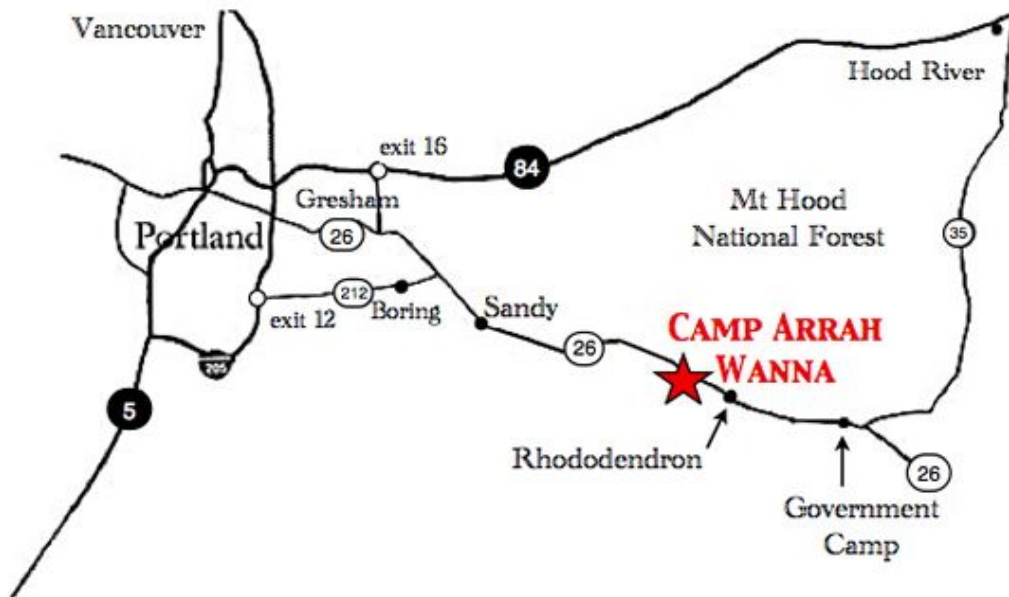 Vancouver
Hood River
exit 16
84
Gresham
Mt Hood
National Forest
35
Portland
26
212
Boring
exit 12
Sandy
205
26
CAMP ARRAH
WANNA
5
Rhododendron
26
Government
Camp